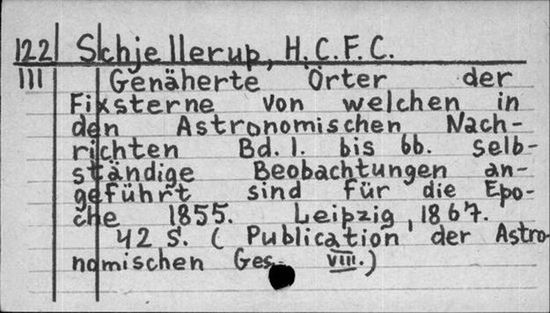 122 Schjellerup, H.C.F.C.
III Genäherte Örter der
Fixsterne von welchen in
den Astronomischen Nach-
richten Bd. 1. bis 66. selb-
ständige Beobachtungen an-
geführt sind für die Epo-
che 1855. Leipzig, 1867.
42 S. ( Publication der Astro-
nomischen Ges. VIII.)